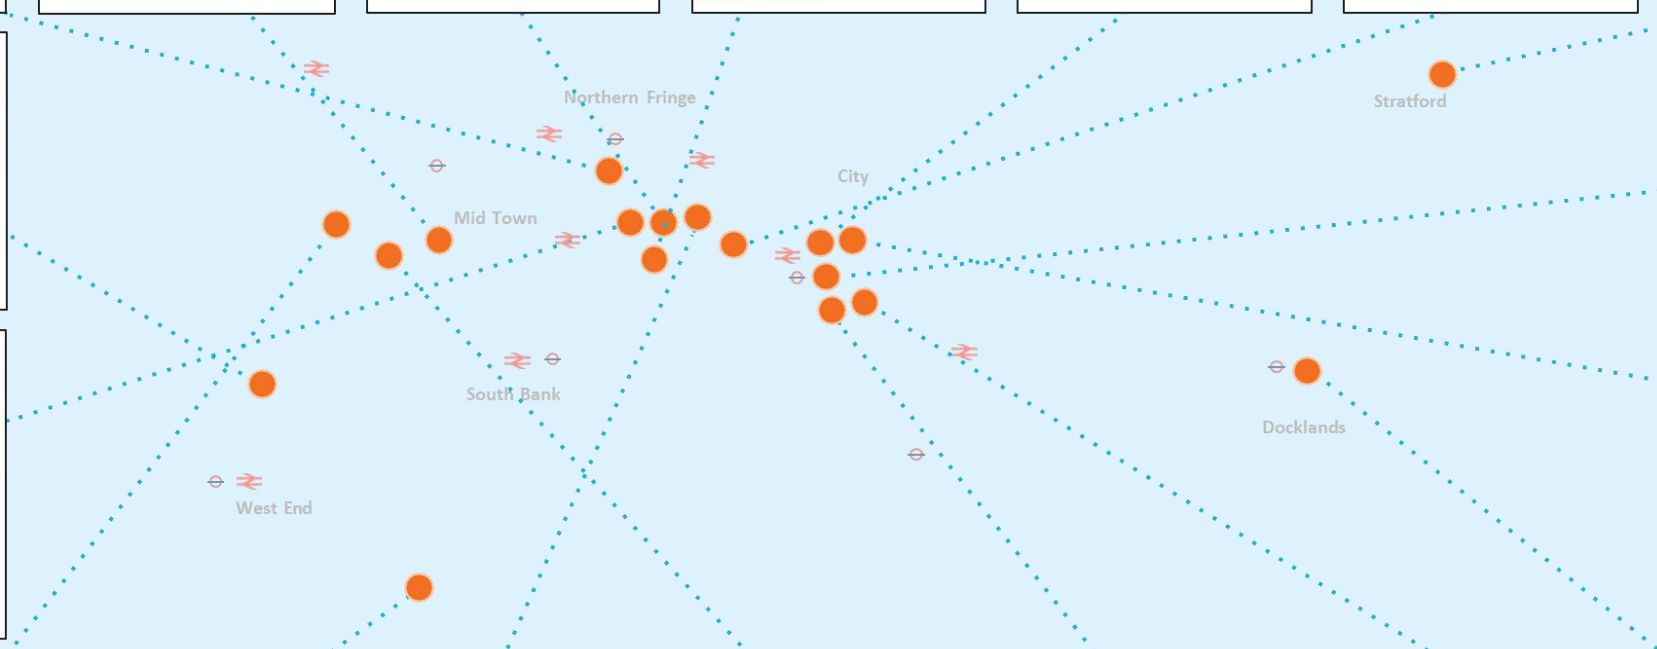 Northern Fringe
Stratford
City
Mid Town
South Bank
Docklands
West End